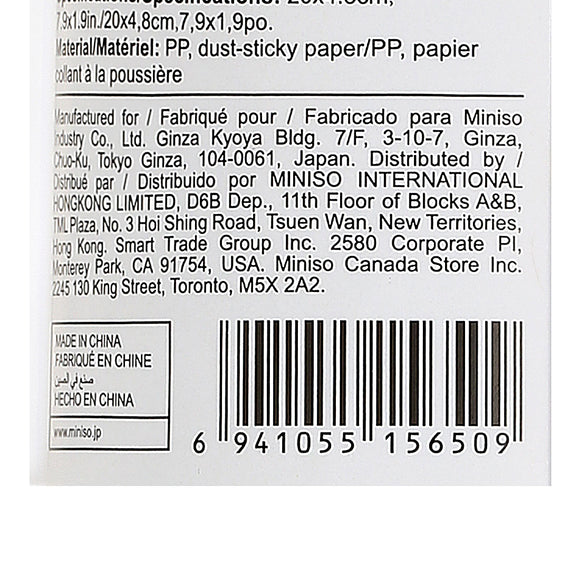 7.9x1.9in./20x4,8cm,7,9x1,9po.
Material/Matériel: PP, dust-sticky paper/PP, papier
collant à la poussière
Manufactured for / Fabriqué pour / Fabricado para Miniso
Industry Co., Ltd. Ginza Kyoya Bldg. 7/F, 3-10-7, Ginza,
Chuo-Ku, Tokyo Ginza, 104-0061, Japan. Distributed by /
Distribué par / Distribuido por MINISO INTERNATIONAL
HONGKONG LIMITED, D6B Dep., 11th Floor of Blocks A&B,
TML Plaza, No. 3 Hoi Shing Road, Tsuen Wan, New Territories,
Hong Kong. Smart Trade Group Inc. 2580 Corporate Pl,
Monterey Park, CA 91754, USA. Miniso Canada Store Inc.
2245 130 King Street, Toronto, M5X 2A2.
MADE IN CHINA
FABRIQUÉ EN CHINE
صنع في الصين
HECHO EN CHINA
www.miniso.jp
6 941055 156509